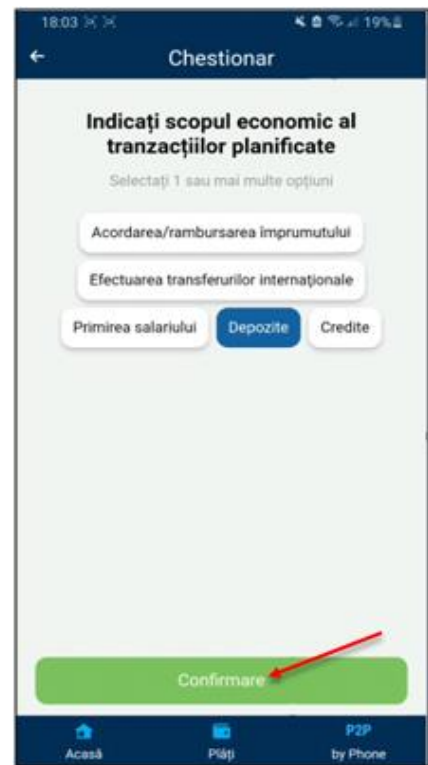 18:03 19%
Chestionar
Indicați scopul economic al
tranzacțiilor planificate
Selectați 1 sau mai multe opțiuni
Acordarea/rambursarea împrumutului
Efectuarea transferurilor internaționale
Primirea salariului Depozite Credite
Confirmare
Acasă Plăți P2P by Phone